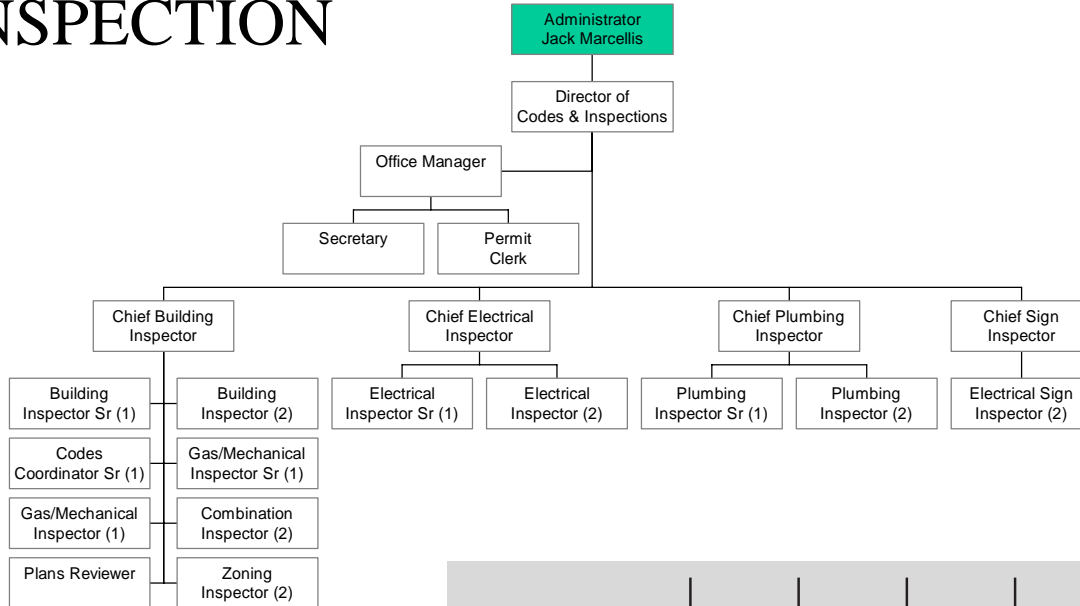 NSPECTION
Administrator
Jack Marcellis
Director of
Codes & Inspections
Office Manager
Secretary
Permit
Clerk
Chief Building
Inspector
Chief Electrical
Inspector
Chief Plumbing
Inspector
Chief Sign
Inspector
Building
Inspector Sr (1)
Building
Inspector (2)
Electrical
Inspector Sr (1)
Electrical
Inspector (2)
Plumbing
Inspector Sr (1)
Plumbing
Inspector (2)
Electrical Sign
Inspector (2)
Codes
Coordinator Sr (1)
Gas/Mechanical
Inspector Sr (1)
Gas/Mechanical
Inspector (1)
Combination
Inspector (2)
Plans Reviewer
Zoning
Inspector (2)